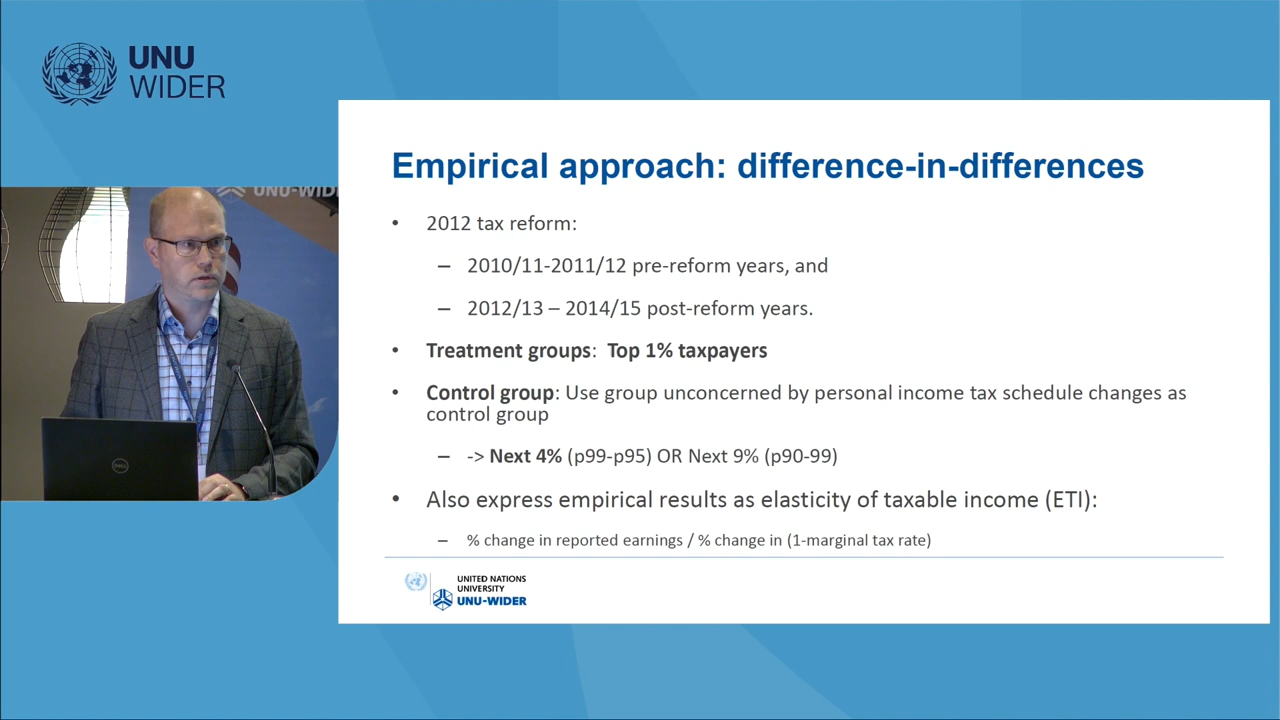 UNU
WIDER
UNU-WID
Empirical approach: difference-in-differences
• 2012 tax reform:
– 2010/11-2011/12 pre-reform years, and
– 2012/13 – 2014/15 post-reform years.
• Treatment groups: Top 1% taxpayers
• Control group: Use group unconcerned by personal income tax schedule changes as
control group
– -> Next 4% (p99-p95) OR Next 9% (p90-99)
• Also express empirical results as elasticity of taxable income (ETI):
– % change in reported earnings / % change in (1-marginal tax rate)
UNITED NATIONS
UNIVERSITY
UNU-WIDER
DELL